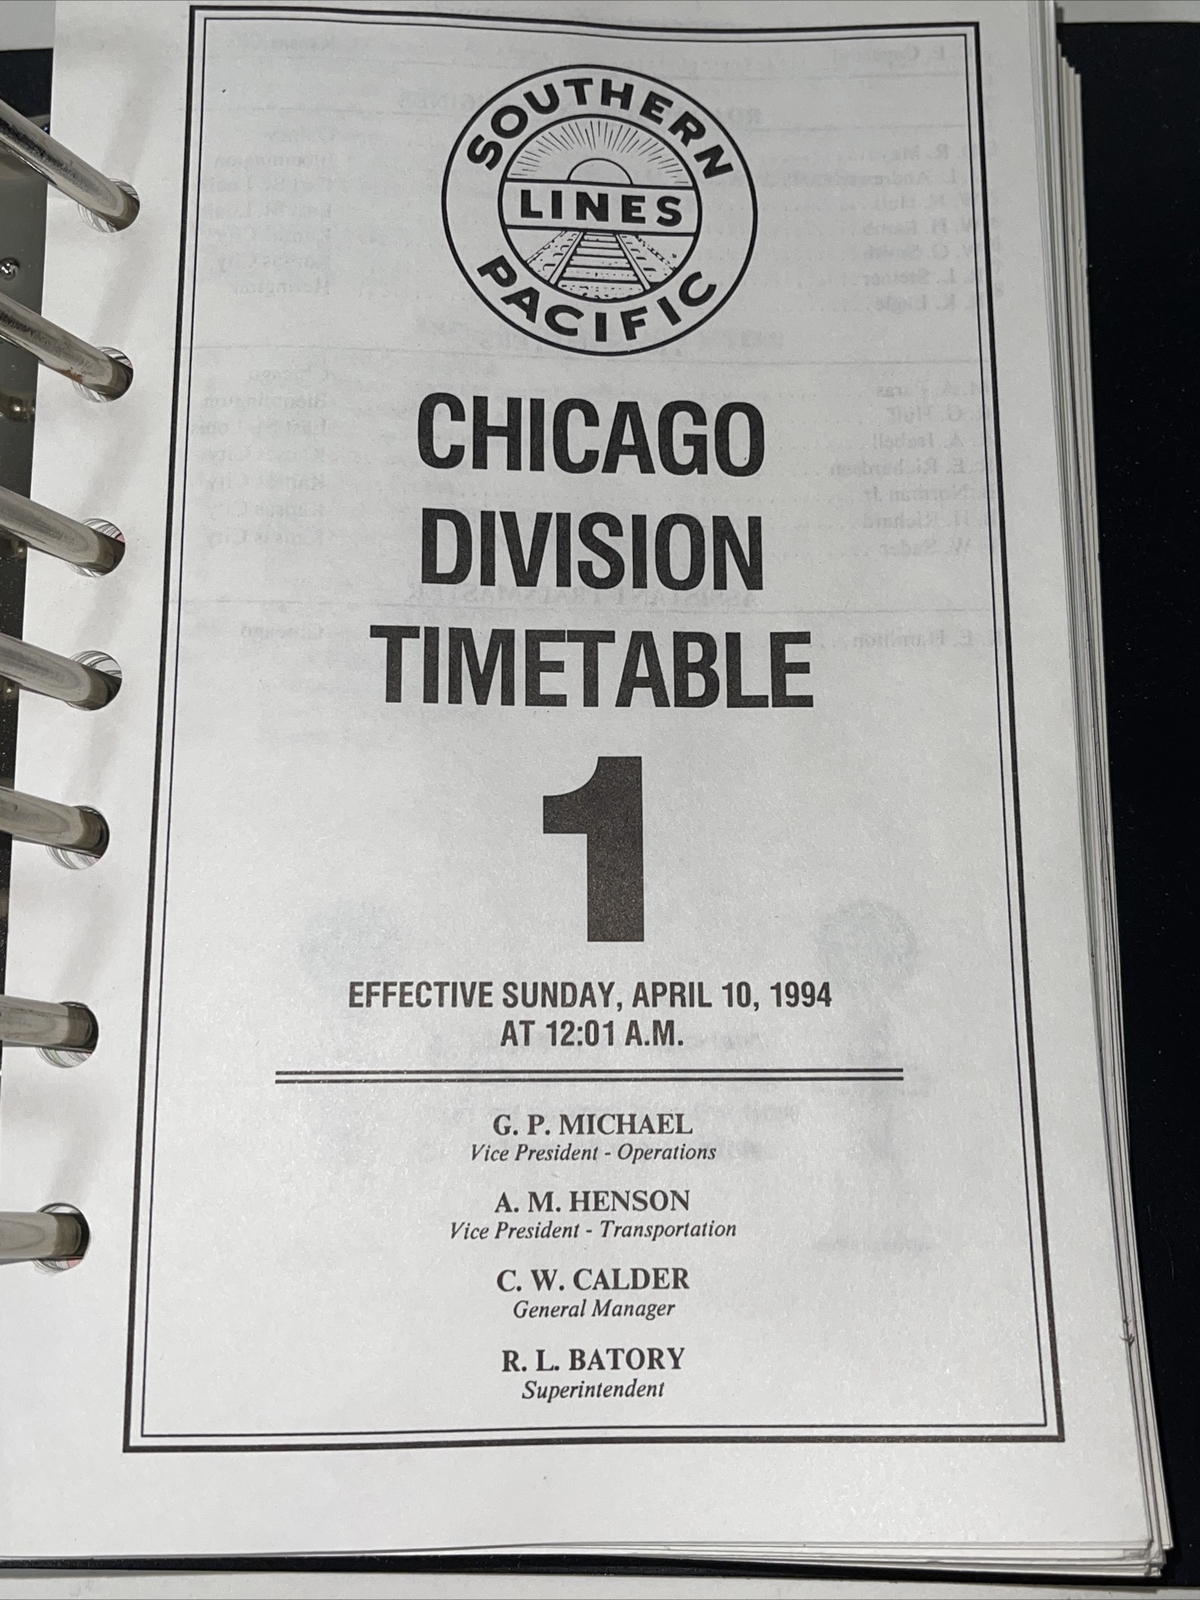 SOUTHERN
LINES
PACIFIC
CHICAGO
DIVISION
TIMETABLE
1
EFFECTIVE SUNDAY, APRIL 10, 1994
AT 12:01 A.M.
G. P. MICHAEL
Vice President - Operations
A. M. HENSON
Vice President - Transportation
C. W. CALDER
General Manager
R. L. BATORY
Superintendent